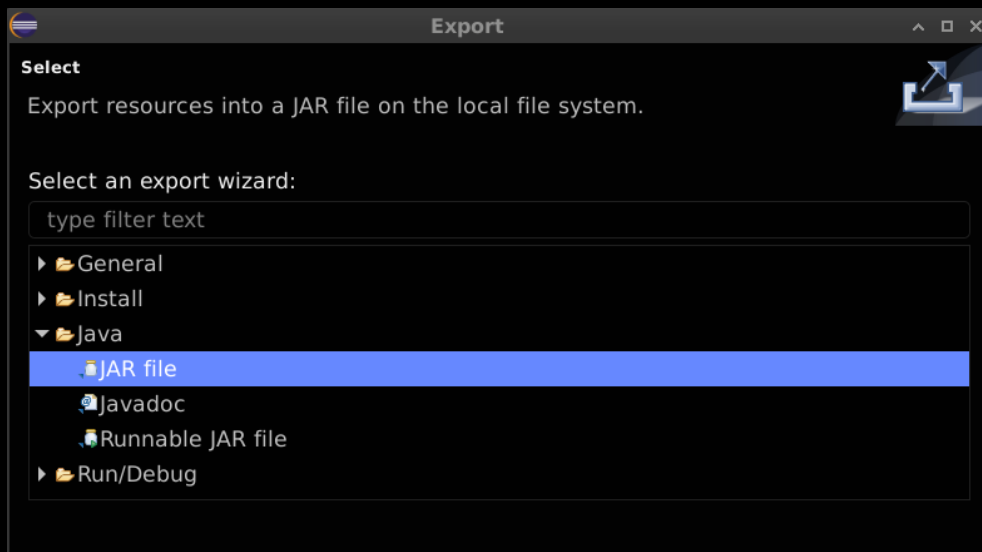 Export
Select
Export resources into a JAR file on the local file system.
Select an export wizard:
type filter text
General
Install
Java
JAR file
Javadoc
Runnable JAR file
Run/Debug